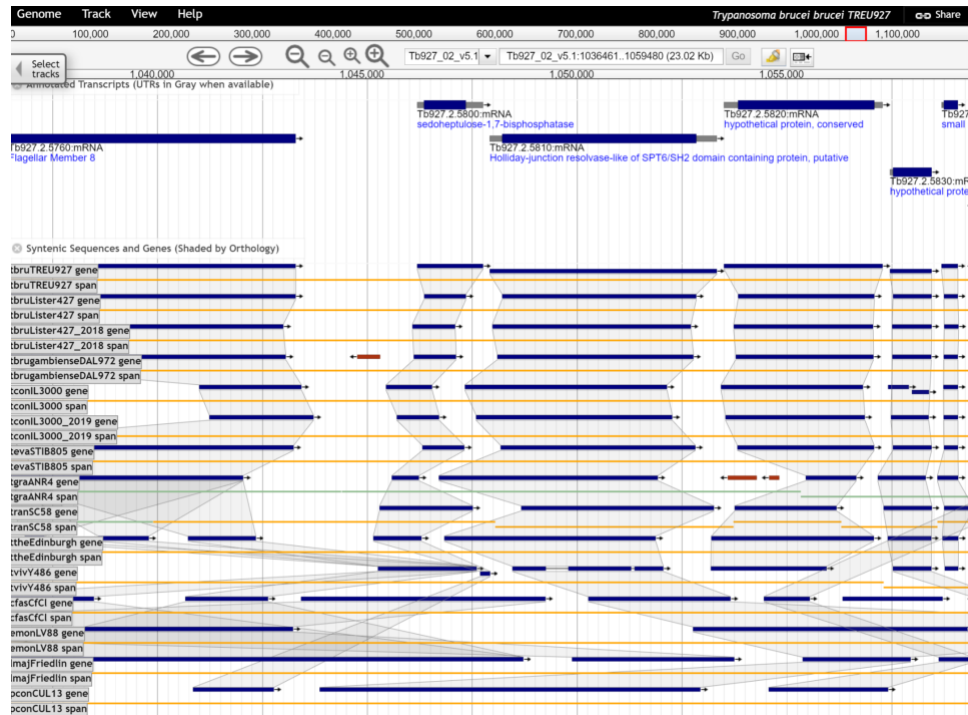 Genome Track View Help Trypanosoma brucei brucei TREU927 Share
0 100,000 200,000 300,000 400,000 500,000 600,000 700,000 800,000 900,000 1,000,000 1,100,000
Select tracks
Tb927_02_v5.1 Tb927_02_v5.1:1036461..1059480 (23.02 Kb) Go
1,040,000 1,045,000 1,050,000 1,055,000
Annotated Transcripts (UTRs in Gray when available)
Tb927.2.5800:mRNA
sedoheptulose-1,7-bisphosphatase
Tb927.2.5820:mRNA
hypothetical protein, conserved
Tb927
small
Tb927.2.5760:mRNA
Flagellar Member 8
Tb927.2.5810:mRNA
Holliday-junction resolvase-like of SPT6/SH2 domain containing protein, putative
Tb927.2.5830:mR
hypothetical prote
Syntenic Sequences and Genes (Shaded by Orthology)
tbruTREU927 gene
tbruTREU927 span
tbruLister427 gene
tbruLister427 span
tbruLister427_2018 gene
tbruLister427_2018 span
tbrugambienseDAL972 gene
tbrugambienseDAL972 span
tconIL3000 gene
tconIL3000 span
tconIL3000_2019 gene
tconIL3000_2019 span
tevaSTIB805 gene
tevaSTIB805 span
tgraANR4 gene
tgraANR4 span
tranSC58 gene
tranSC58 span
ttheEdinburgh gene
ttheEdinburgh span
tvivY486 gene
tvivY486 span
cfasCfCl gene
cfasCfCl span
emonLV88 gene
emonLV88 span
lmajFriedlin gene
lmajFriedlin span
pconCUL13 gene
pconCUL13 span